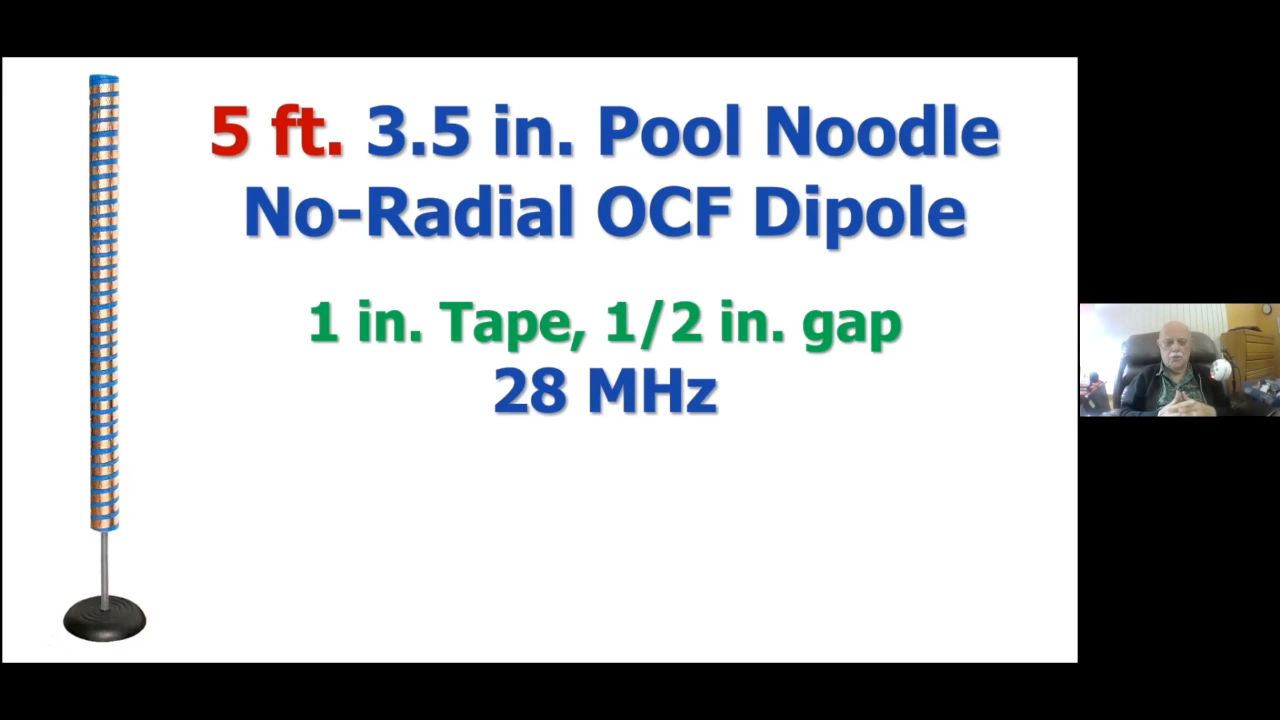 5 ft. 3.5 in. Pool Noodle
No-Radial OCF Dipole
1 in. Tape, 1/2 in. gap
28 MHz